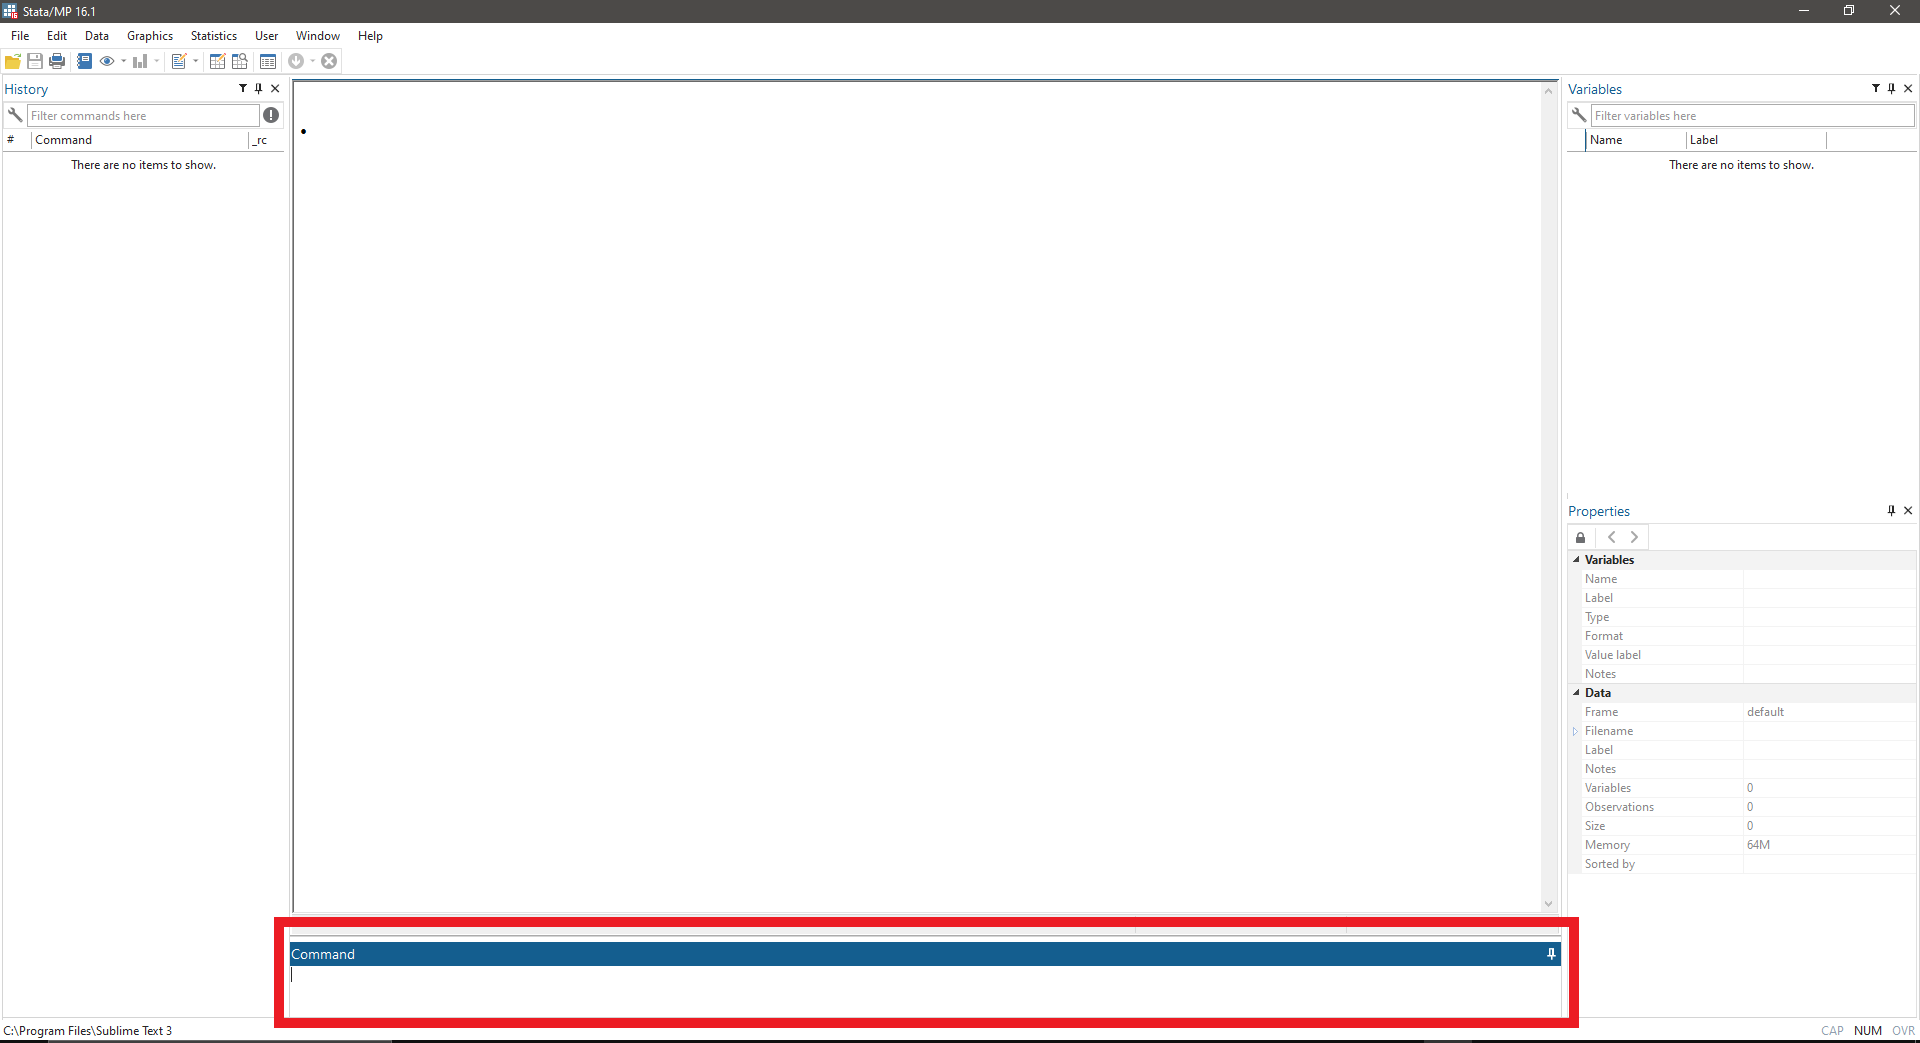 Stata/MP 16.1
File Edit Data Graphics Statistics User Window Help
History
Filter commands here
# Command _rc
There are no items to show.
.
Command
Variables
Filter variables here
Name Label
There are no items to show.
Properties
Variables
Name
Label
Type
Format
Value label
Notes
Data
Frame default
Filename
Label
Notes
Variables 0
Observations 0
Size 0
Memory 64M
Sorted by
C:\Program Files\Sublime Text 3
CAP NUM OVR